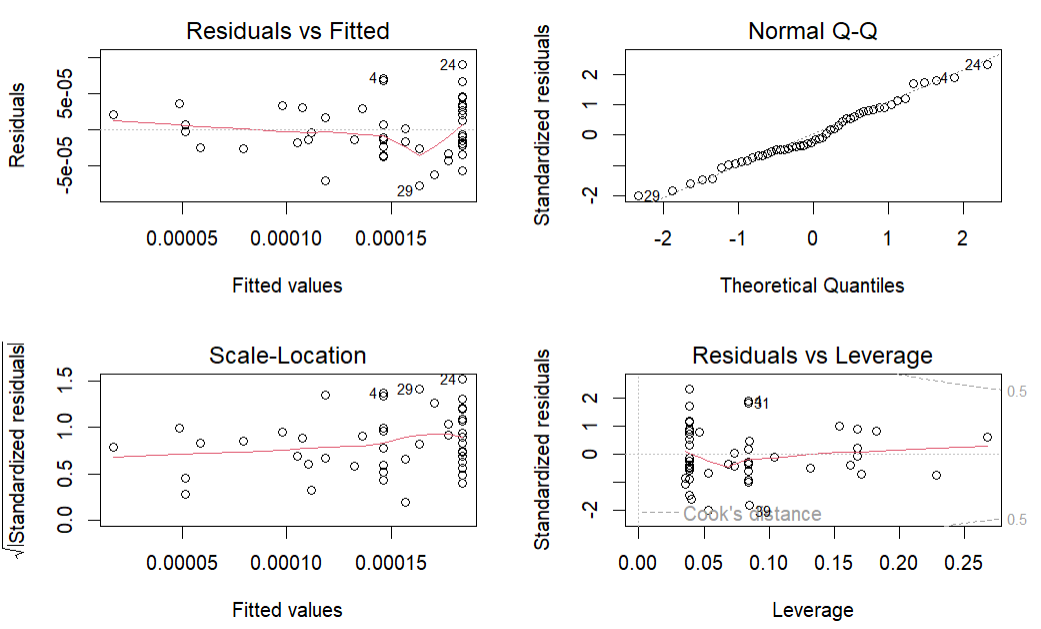 Residuals vs Fitted
Residuals
-5e-05 5e-05
4
24
29
0.00005 0.00010 0.00015
Fitted values
Normal Q-Q
Standardized residuals
-2 0 1 2
24
4
29
-2 -1 0 1 2
Theoretical Quantiles
Scale-Location
√|Standardized residuals|
0.0 0.5 1.0 1.5
4
29
24
0.00005 0.00010 0.00015
Fitted values
Residuals vs Leverage
Standardized residuals
-2 0 1 2
31
39
Cook's distance
0.5
0.5
0.00 0.05 0.10 0.15 0.20 0.25
Leverage